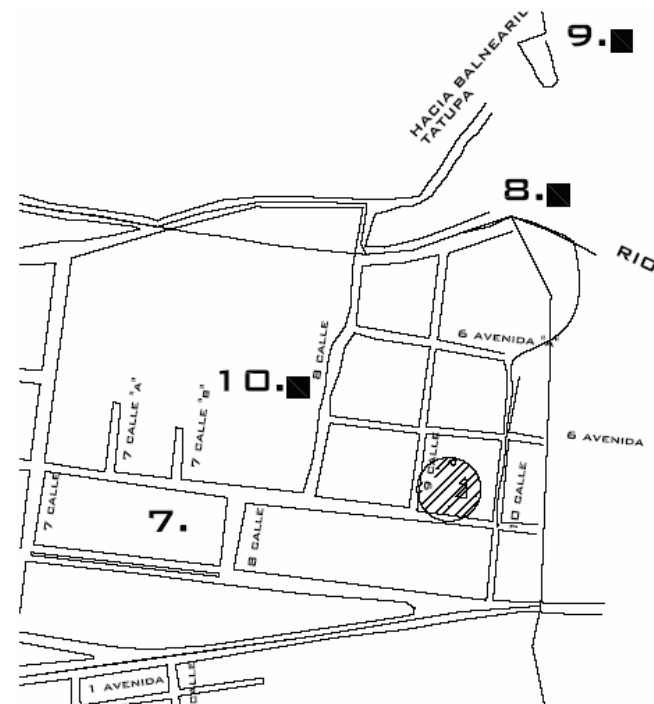 9.
HACIA BALNEARIO
TATUPA
8.
RIO
6 AVENIDA "A"
8 CALLE
10.
7 CALLE "A"
7 CALLE "B"
6 AVENIDA
9 CALLE
7 CALLE
10 CALLE
7.
8 CALLE
1 AVENIDA
CALLE